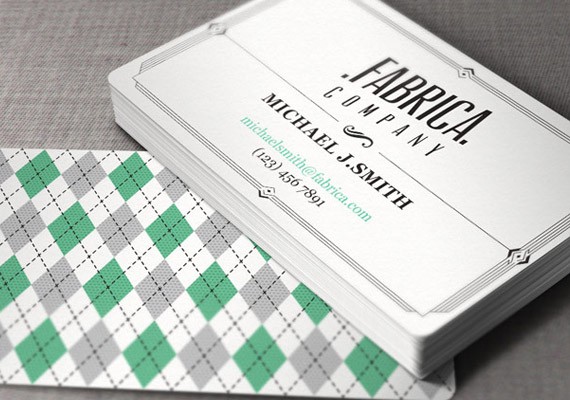 .FABRICA.
COMPANY
MICHAEL J.SMITH
michaelsmith@fabrica.com
(123) 456 7891